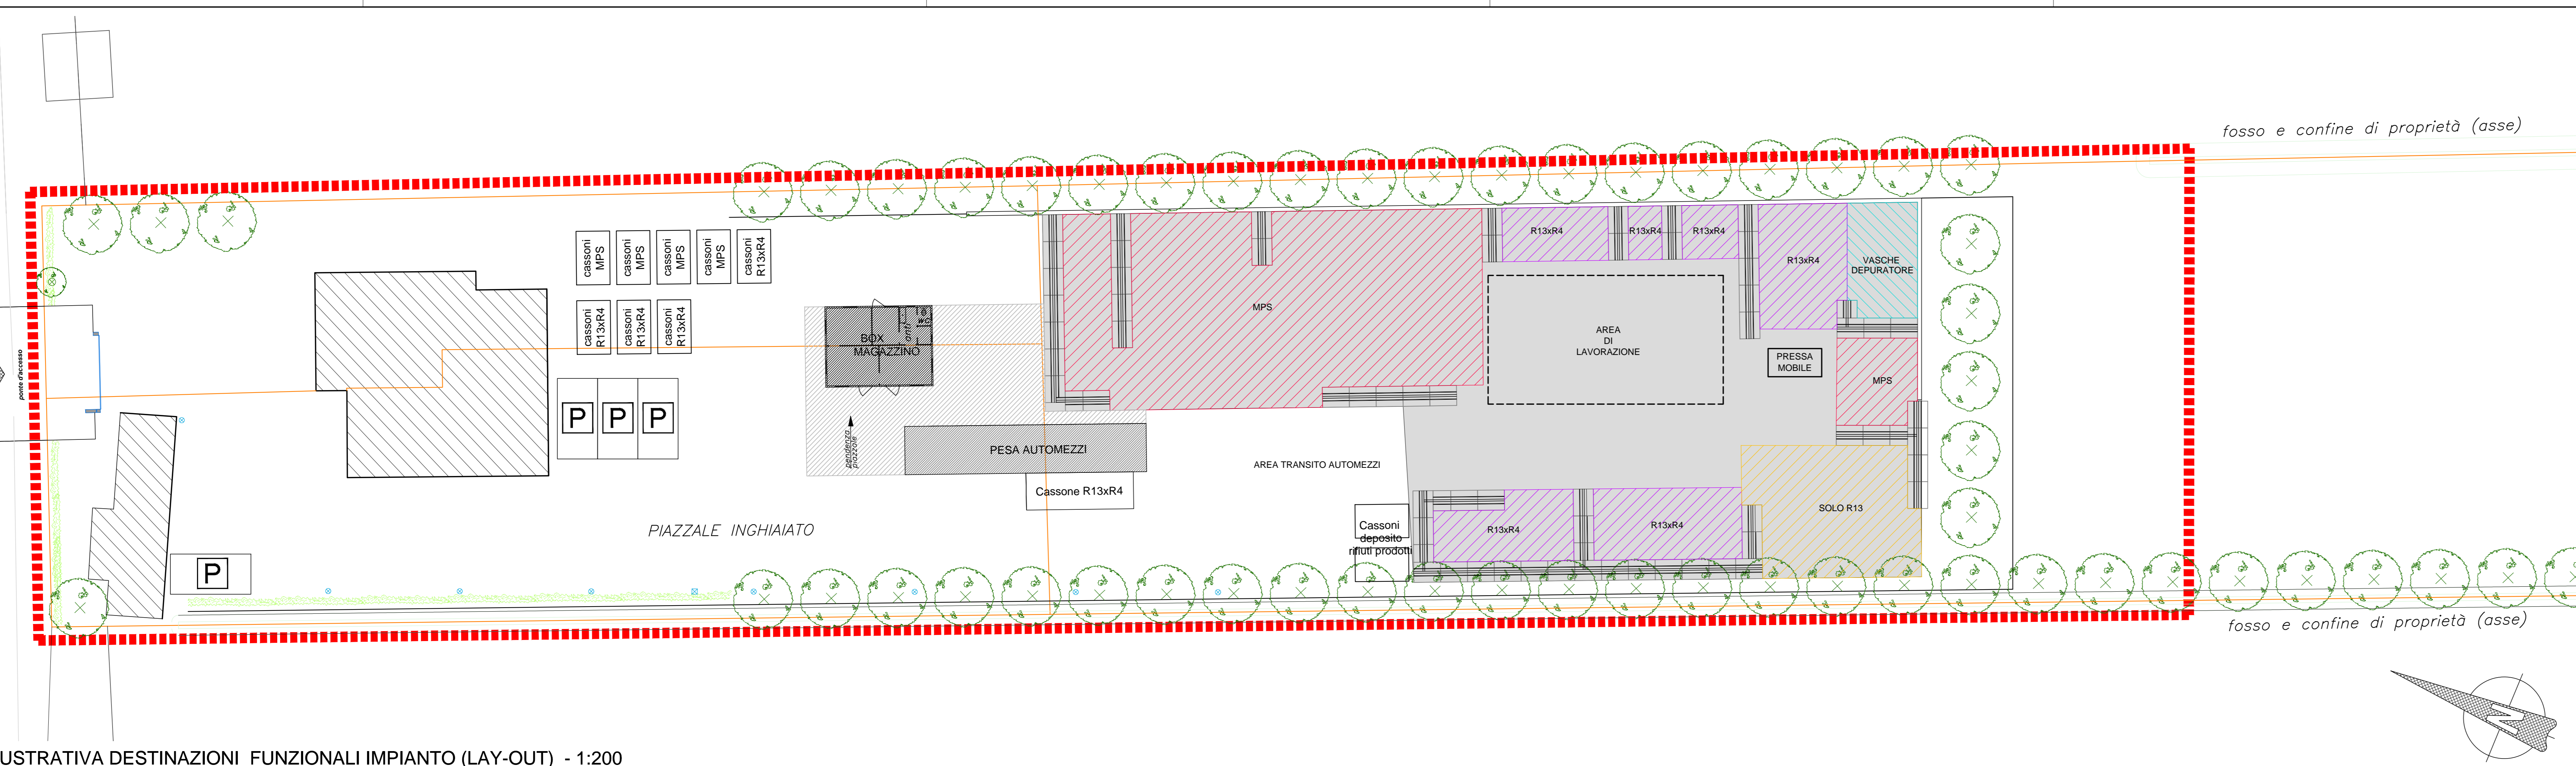 fosso e confine di proprietà (asse)
cassoni
MPS
cassoni
MPS
cassoni
MPS
cassoni
MPS
cassoni
R13xR4
cassoni
R13xR4
cassoni
R13xR4
cassoni
R13xR4
R13xR4
R13xR4
R13xR4
R13xR4
VASCHE
DEPURATORE
MPS
BOX
MAGAZZINO
anti
wc
AREA
DI
LAVORAZIONE
PRESSA
MOBILE
MPS
ponte d'accesso
P
P
P
pendenza
piazzale
PESA AUTOMEZZI
AREA TRANSITO AUTOMEZZI
Cassone R13xR4
SOLO R13
PIAZZALE INGHIAIATO
Cassoni
deposito
rifiuti prodotti
R13xR4
R13xR4
P
fosso e confine di proprietà (asse)
N
USTRATIVA DESTINAZIONI FUNZIONALI IMPIANTO (LAY-OUT) - 1:200